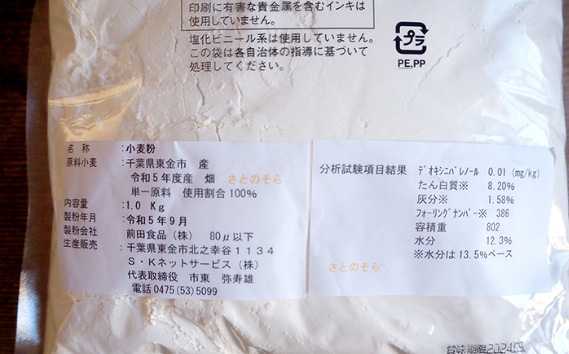 印刷に有害な貴金属を含むインキは
使用していません。
塩化ビニール系は使用していません。
この袋は各自治体の指導に基づいて
処理してください。
プラ
PE,PP
名 称 :小麦粉
原料小麦 :千葉県東金市 産
令和5年度産 畑 さとのそら
単一原料 使用割合100%
内容量 :1.0 Kg
製粉年月 :令和5年9月
製粉会社 前田食品(株) 80μ以下
生産販売 :千葉県東金市北之幸谷1134
S・Kネットサービス(株)
代表取締役 市東 弥寿雄
電話 0475(53)5099
分析試験項目結果 デオキシニバレノール 0.01 (mg/kg)
たん白質※ 8.20%
灰分※ 1.58%
フォーリングナンバー※ 386
容積重 802
水分 12.3%
※水分は13.5%ベース
さとのそら
賞味期限2024.09